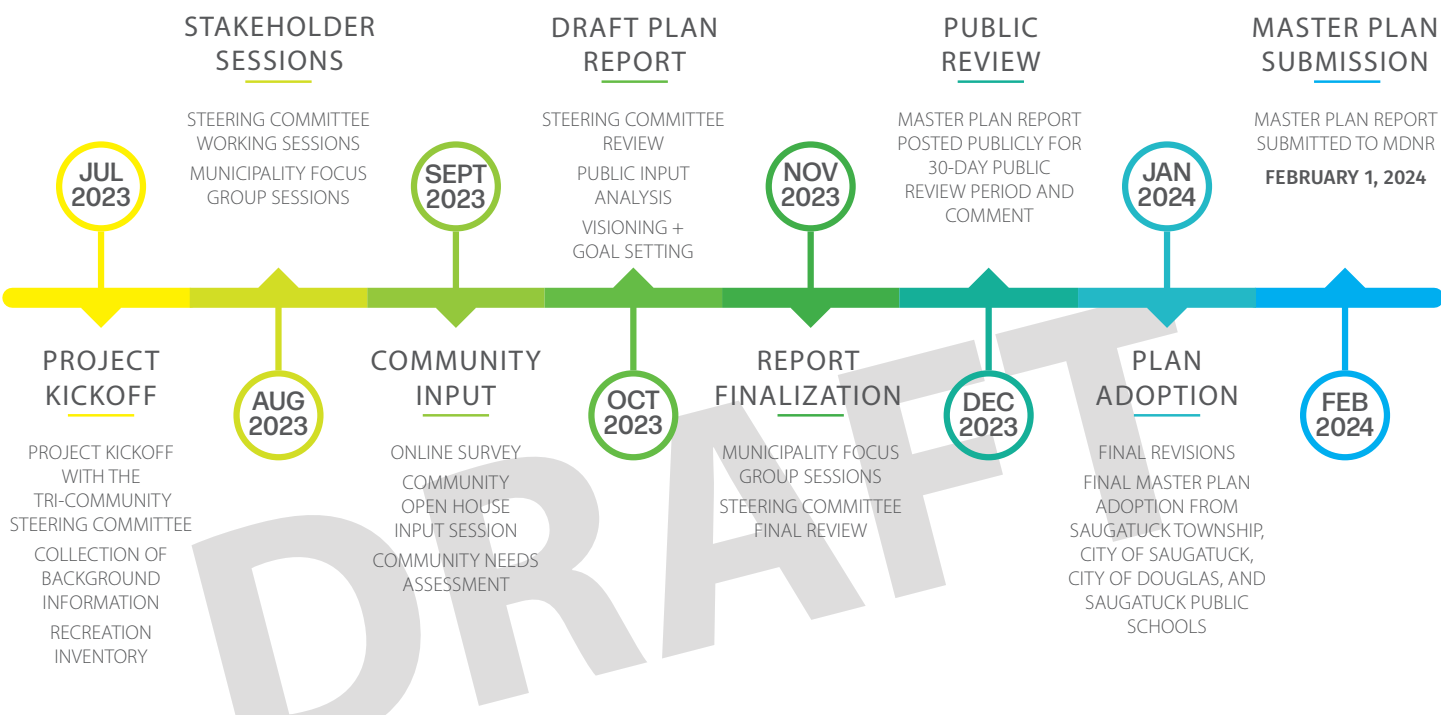 PROJECT
KICKOFF
JUL
2023
PROJECT KICKOFF
WITH THE
TRI-COMMUNITY
STEERING COMMITTEE
COLLECTION OF
BACKGROUND
INFORMATION
RECREATION
INVENTORY
STAKEHOLDER
SESSIONS
STEERING COMMITTEE
WORKING SESSIONS
MUNICIPALITY FOCUS
GROUP SESSIONS
AUG
2023
SEPT
2023
COMMUNITY
INPUT
ONLINE SURVEY
COMMUNITY
OPEN HOUSE
INPUT SESSION
COMMUNITY NEEDS
ASSESSMENT
DRAFT PLAN
REPORT
STEERING COMMITTEE
REVIEW
PUBLIC INPUT
ANALYSIS
VISIONING +
GOAL SETTING
OCT
2023
NOV
2023
REPORT
FINALIZATION
MUNICIPALITY FOCUS
GROUP SESSIONS
STEERING COMMITTEE
FINAL REVIEW
PUBLIC
REVIEW
MASTER PLAN REPORT
POSTED PUBLICLY FOR
30-DAY PUBLIC
REVIEW PERIOD AND
COMMENT
DEC
2023
JAN
2024
PLAN
ADOPTION
FINAL REVISIONS
FINAL MASTER PLAN
ADOPTION FROM
SAUGATUCK TOWNSHIP,
CITY OF SAUGATUCK,
CITY OF DOUGLAS, AND
SAUGATUCK PUBLIC
SCHOOLS
MASTER PLAN
SUBMISSION
MASTER PLAN REPORT
SUBMITTED TO MDNR
FEBRUARY 1, 2024
FEB
2024
DRAFT